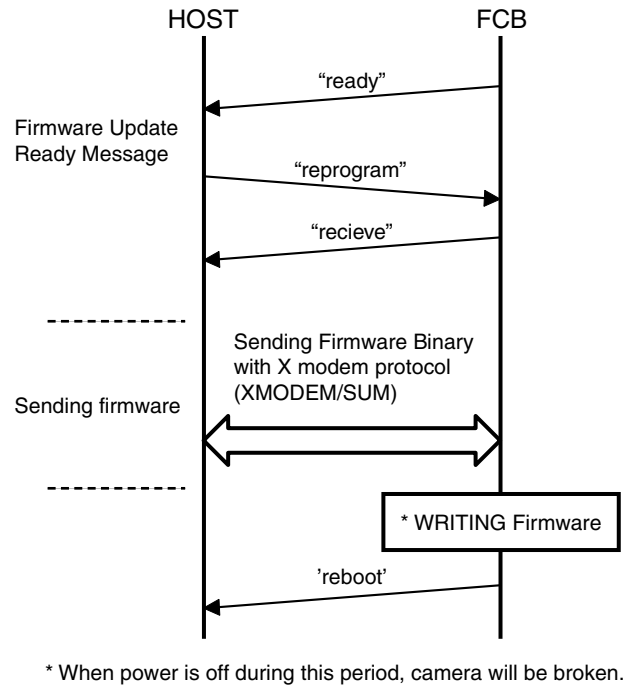 HOST
FCB
“ready”
Firmware Update
Ready Message
“reprogram”
“recieve”
Sending Firmware Binary
with X modem protocol
(XMODEM/SUM)
Sending firmware
* WRITING Firmware
’reboot’
* When power is off during this period, camera will be broken.